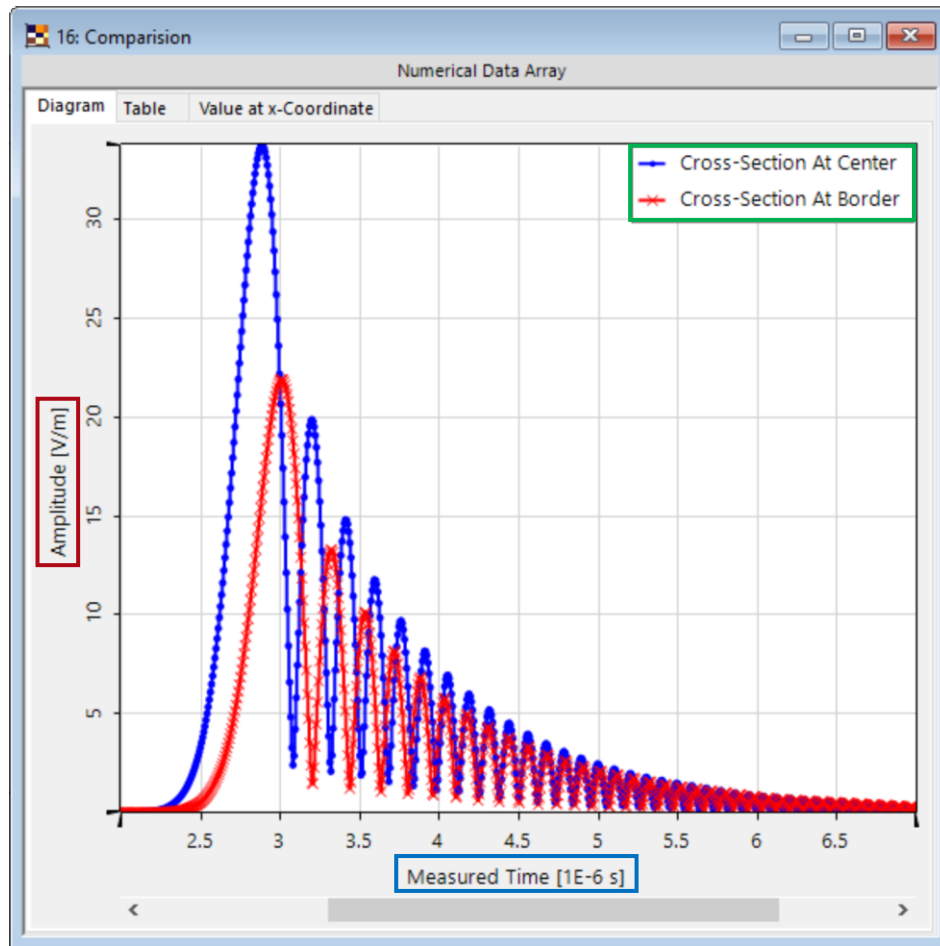 16: Comparision
Numerical Data Array
Diagram Table Value at x-Coordinate
Cross-Section At Center
Cross-Section At Border
Amplitude [V/m]
30
25
20
15
10
5
2.5 3 3.5 4 4.5 5 5.5 6 6.5
Measured Time [1E-6 s]